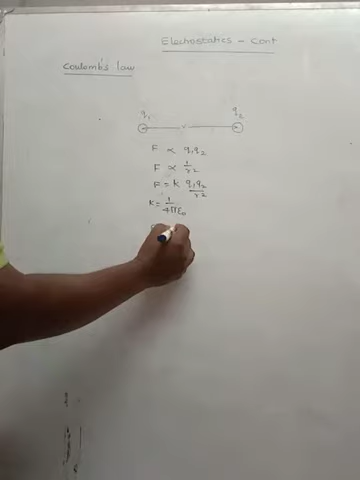 Electrostatics - Cont
Coulomb's law
q₁ q₂
r
F ∝ q₁q₂
F ∝ 1/r2
F = K q₁q₂/r2
K = 1/4πε₀